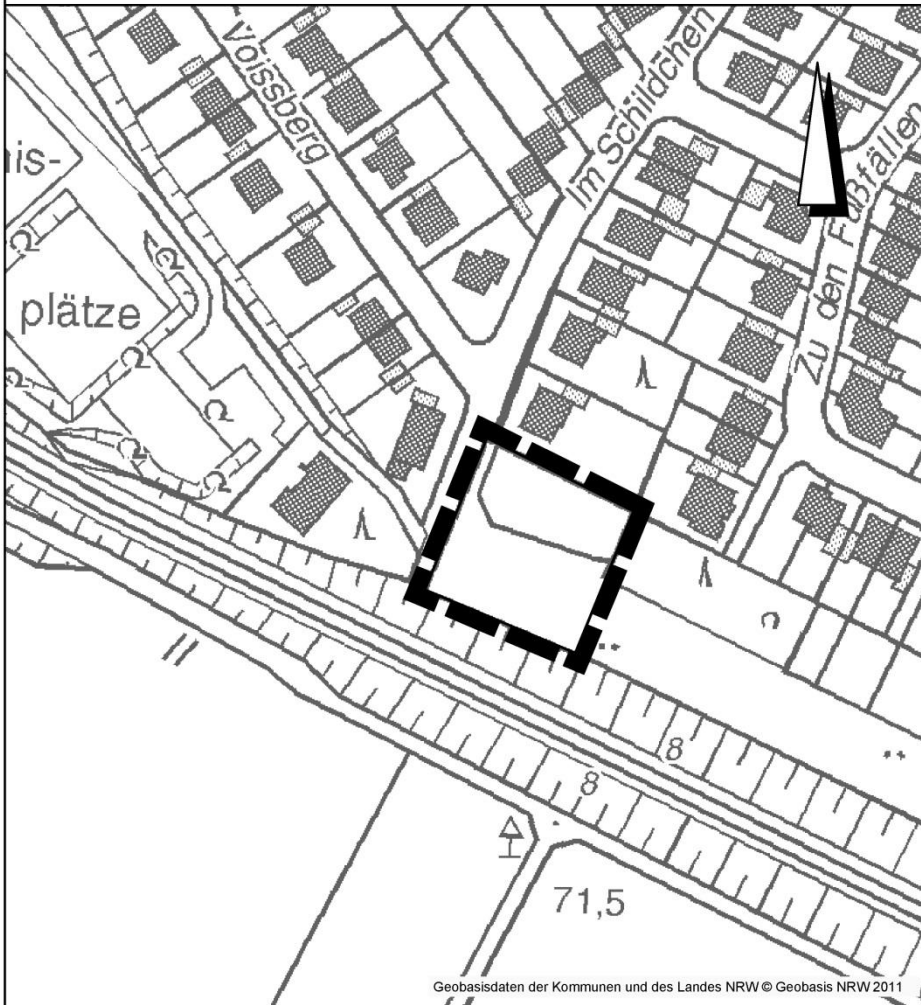 Voissberg
Im Schildchen
Zu den Fußfällen
nis-
plätze
8
8
71,5
Geobasisdaten der Kommunen und des Landes NRW © Geobasis NRW 2011